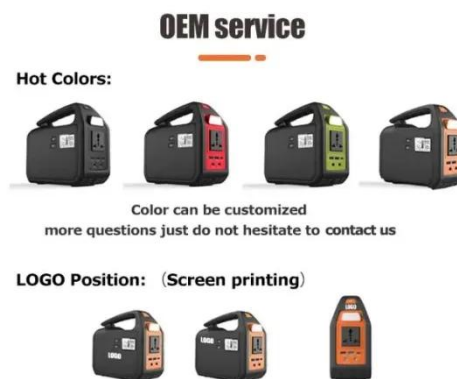 OEM service
Hot Colors:
Color can be customized
more questions just do not hesitate to contact us
LOGO Position: （Screen printing）
LOGO
LOGO
LOGO